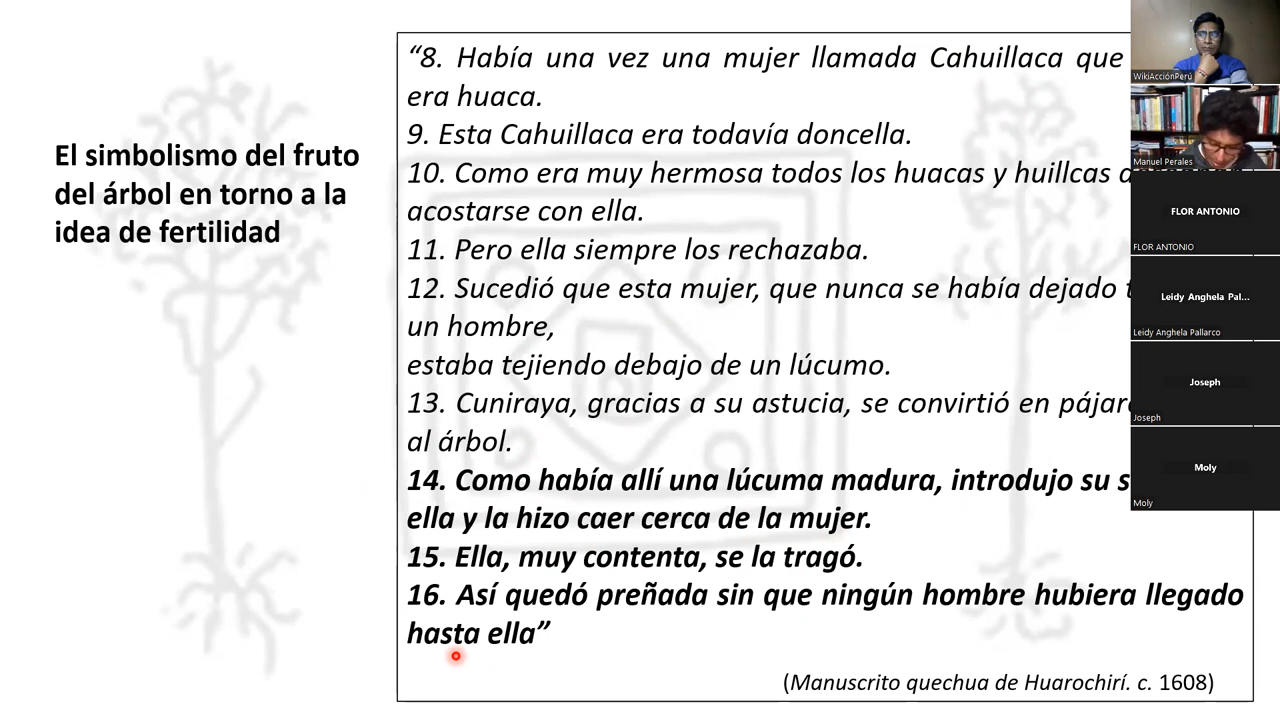 El simbolismo del fruto
del árbol en torno a la
idea de fertilidad
“8. Había una vez una mujer llamada Cahuillaca que
era huaca.
9. Esta Cahuillaca era todavía doncella.
10. Como era muy hermosa todos los huacas y huillcas
acostarse con ella.
11. Pero ella siempre los rechazaba.
12. Sucedió que esta mujer, que nunca se había dejado
un hombre,
estaba tejiendo debajo de un lúcumo.
13. Cuniraya, gracias a su astucia, se convirtió en
al árbol.
14. Como había allí una lúcuma madura, introdujo su
ella y la hizo caer cerca de la mujer.
15. Ella, muy contenta, se la tragó.
16. Así quedó preñada sin que ningún hombre hubiera llegado
hasta ella”
(Manuscrito quechua de Huarochirí. c. 1608)
WikiAcciónPerú
Manuel Perales
FLOR ANTONIO
FLOR ANTONIO
Leidy Anghela Pal...
Leidy Anghela Pallarco
Joseph
Joseph
Moly
Moly